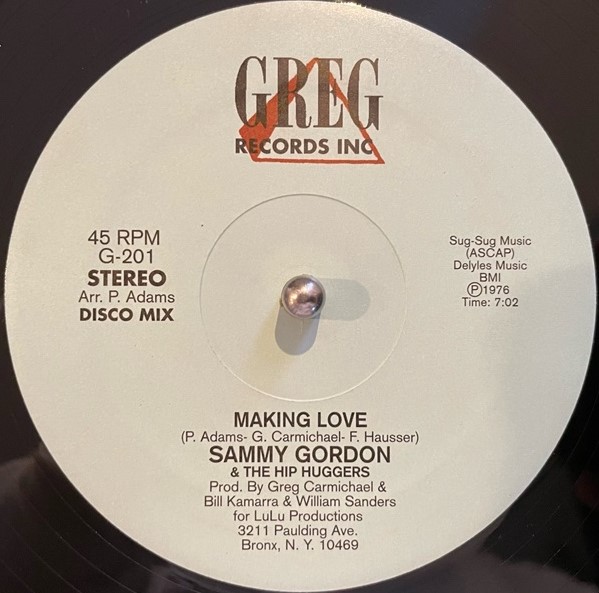 GREG
RECORDS INC
45 RPM
G-201
STEREO
Arr. P. Adams
DISCO MIX
Sug-Sug Music
(ASCAP)
Delyles Music
BMI
Ⓟ1976
Time: 7:02
MAKING LOVE
(P. Adams- G. Carmichael- F. Hausser)
SAMMY GORDON
& THE HIP HUGGERS
Prod. By Greg Carmichael &
Bill Kamarra & William Sanders
for LuLu Productions
3211 Paulding Ave.
Bronx, N. Y. 10469